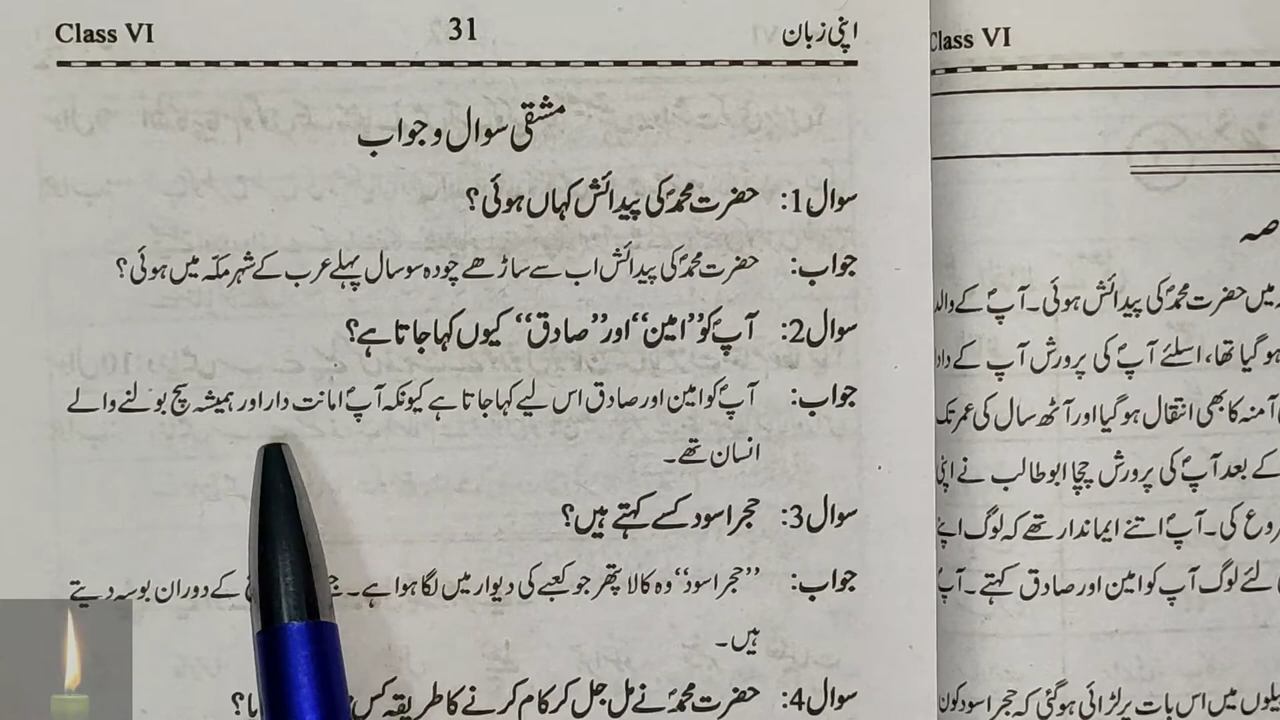 Class VI 31 اپنی زبان
مشقی سوال و جواب
سوال 1: حضرت محمدؐ کی پیدائش کہاں ہوئی؟
جواب: حضرت محمدؐ کی پیدائش اب سے ساڑھے چودہ سو سال پہلے عرب کے شہر مکّہ میں ہوئی؟
سوال 2: آپؐ کو ”امین“ اور ”صادق“ کیوں کہا جاتا ہے؟
جواب: آپؐ کو امین اور صادق اس لیے کہا جاتا ہے کیونکہ آپؐ امانت دار اور ہمیشہ سچ بولنے والے
انسان تھے۔
سوال 3: حجر اسود کسے کہتے ہیں؟
جواب: ”حجر اسود“ وہ کالا پتھر جو کعبے کی دیوار میں لگا ہوا ہے۔ کے دوران بوسہ دیتے
ہیں۔
سوال 4: حضرت محمدؐ نے مل جل کر کام کرنے کا طریقہ
Class VI
میں حضرت محمدؐ کی پیدائش ہوئی۔ آپؐ کے والد
ہو گیا تھا، اسلئے آپؐ کی پرورش آپ کے
آمنہ کا بھی انتقال ہو گیا اور آٹھ سال کی عمر تک
کے بعد آپؐ کی پرورش چچا ابو طالب نے اپنی
کی۔ آپؐ اتنے ایماندار تھے کہ لوگ
لئے لوگ آپ کو امین اور صادق کہتے۔ آپؐ
میں اس بات پر لڑائی ہو گئی کہ حجر اسود کون